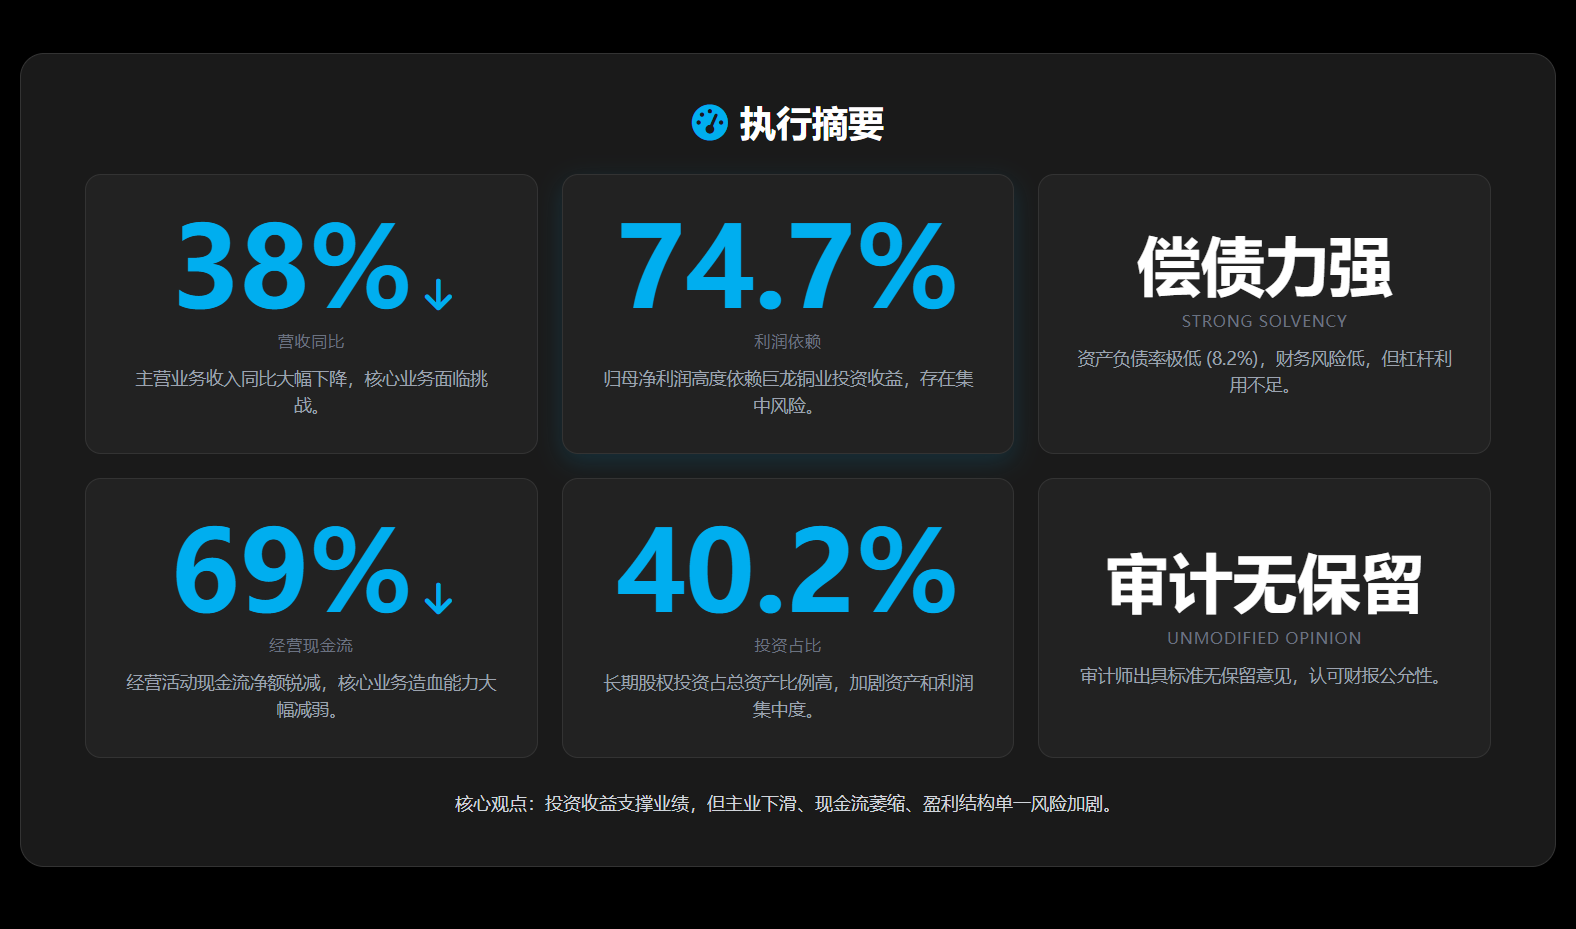 执行摘要
38%↓
营收同比
主营业务收入同比大幅下降，核心业务面临挑
战。
74.7%
利润依赖
归母净利润高度依赖巨龙铜业投资收益，存在集
中风险。
偿债力强
STRONG SOLVENCY
资产负债率极低 (8.2%)，财务风险低，但杠杆利
用不足。
69%↓
经营现金流
经营活动现金流净额锐减，核心业务造血能力大
幅减弱。
40.2%
投资占比
长期股权投资占总资产比例高，加剧资产和利润
集中度。
审计无保留
UNMODIFIED OPINION
审计师出具标准无保留意见，认可财报公允性。
核心观点：投资收益支撑业绩，但主业下滑、现金流萎缩、盈利结构单一风险加剧。